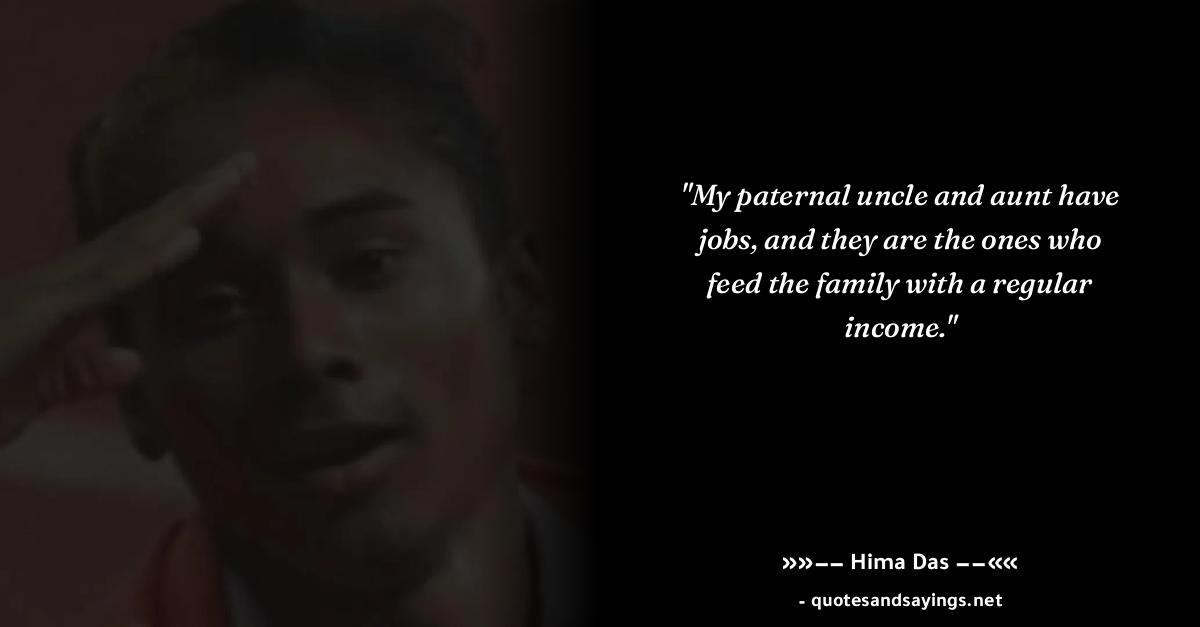 "My paternal uncle and aunt have
jobs, and they are the ones who
feed the family with a regular
income."
»»−− Hima Das −−««
- quotesandsayings.net